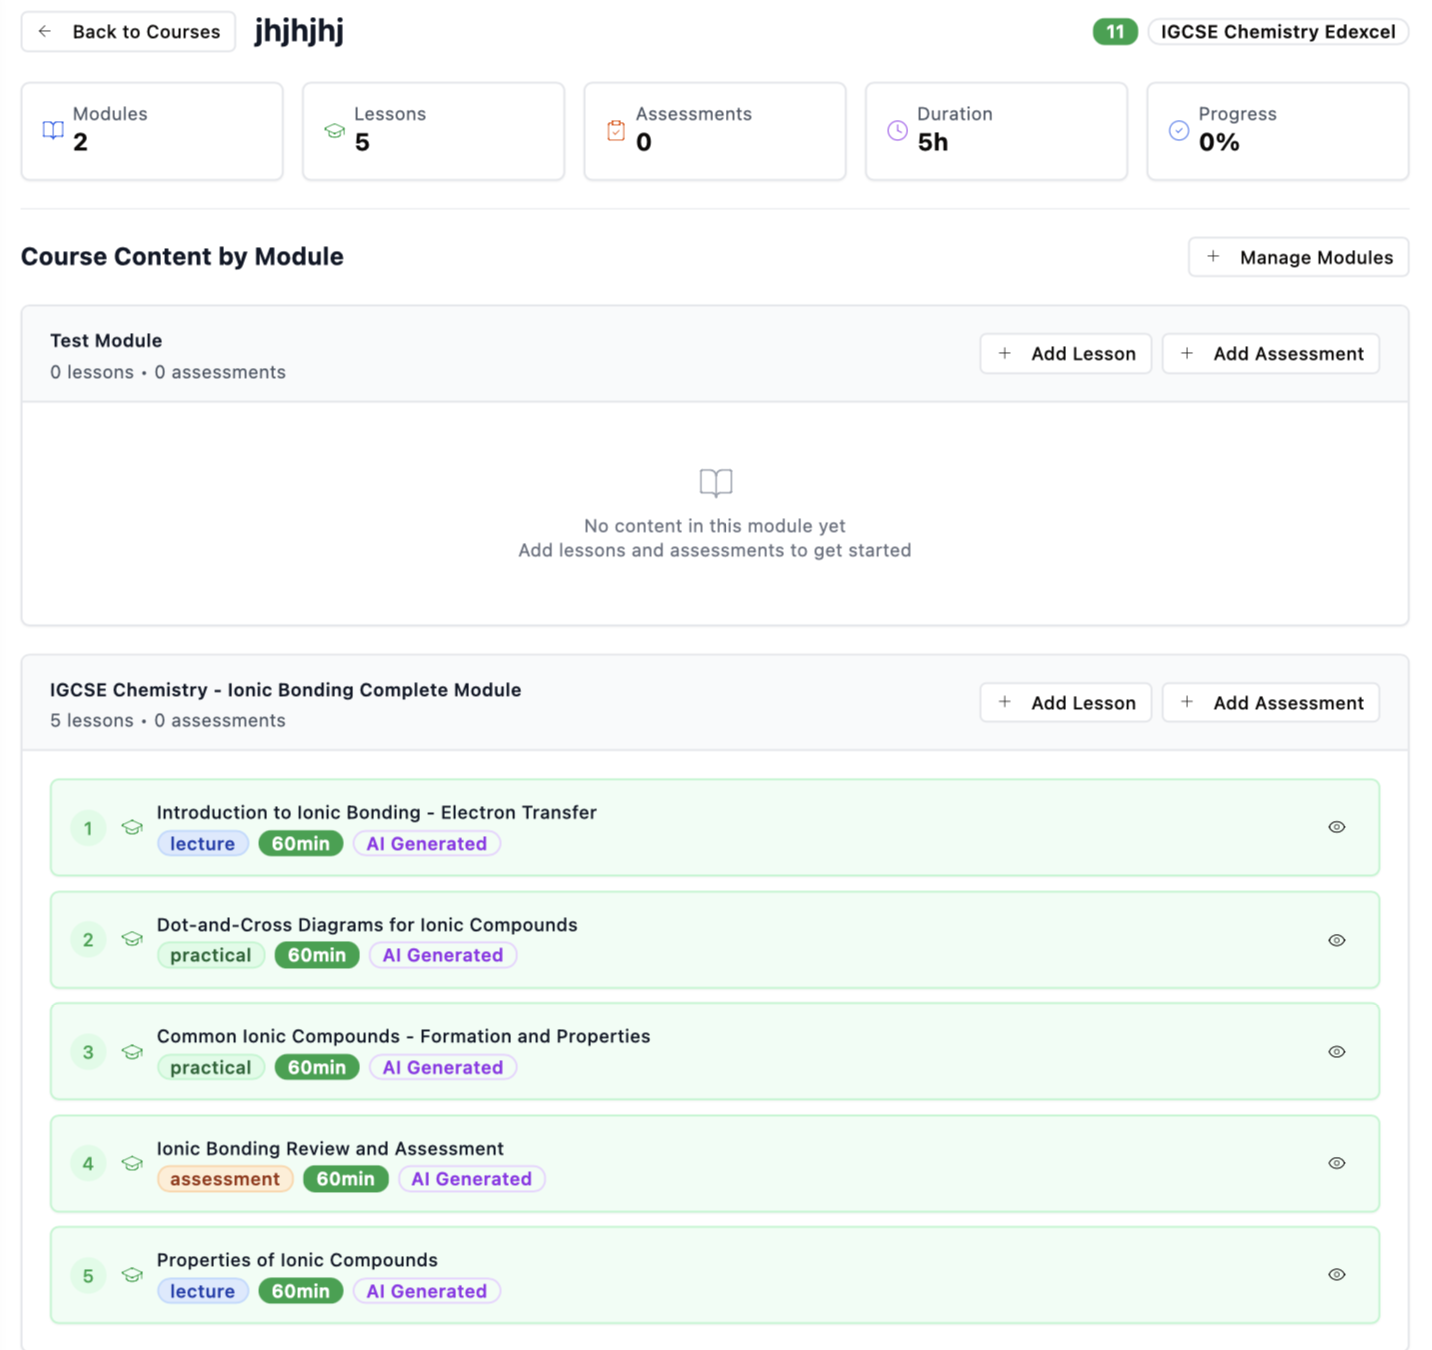 Back to Courses
jhjhjhj
11
IGCSE Chemistry Edexcel
Modules
2
Lessons
5
Assessments
0
Duration
5h
Progress
0%
Course Content by Module
+ Manage Modules
Test Module
0 lessons • 0 assessments
+ Add Lesson
+ Add Assessment
No content in this module yet
Add lessons and assessments to get started
IGCSE Chemistry - Ionic Bonding Complete Module
5 lessons • 0 assessments
+ Add Lesson
+ Add Assessment
1
Introduction to Ionic Bonding - Electron Transfer
lecture 60min AI Generated
2
Dot-and-Cross Diagrams for Ionic Compounds
practical 60min AI Generated
3
Common Ionic Compounds - Formation and Properties
practical 60min AI Generated
4
Ionic Bonding Review and Assessment
assessment 60min AI Generated
5
Properties of Ionic Compounds
lecture 60min AI Generated